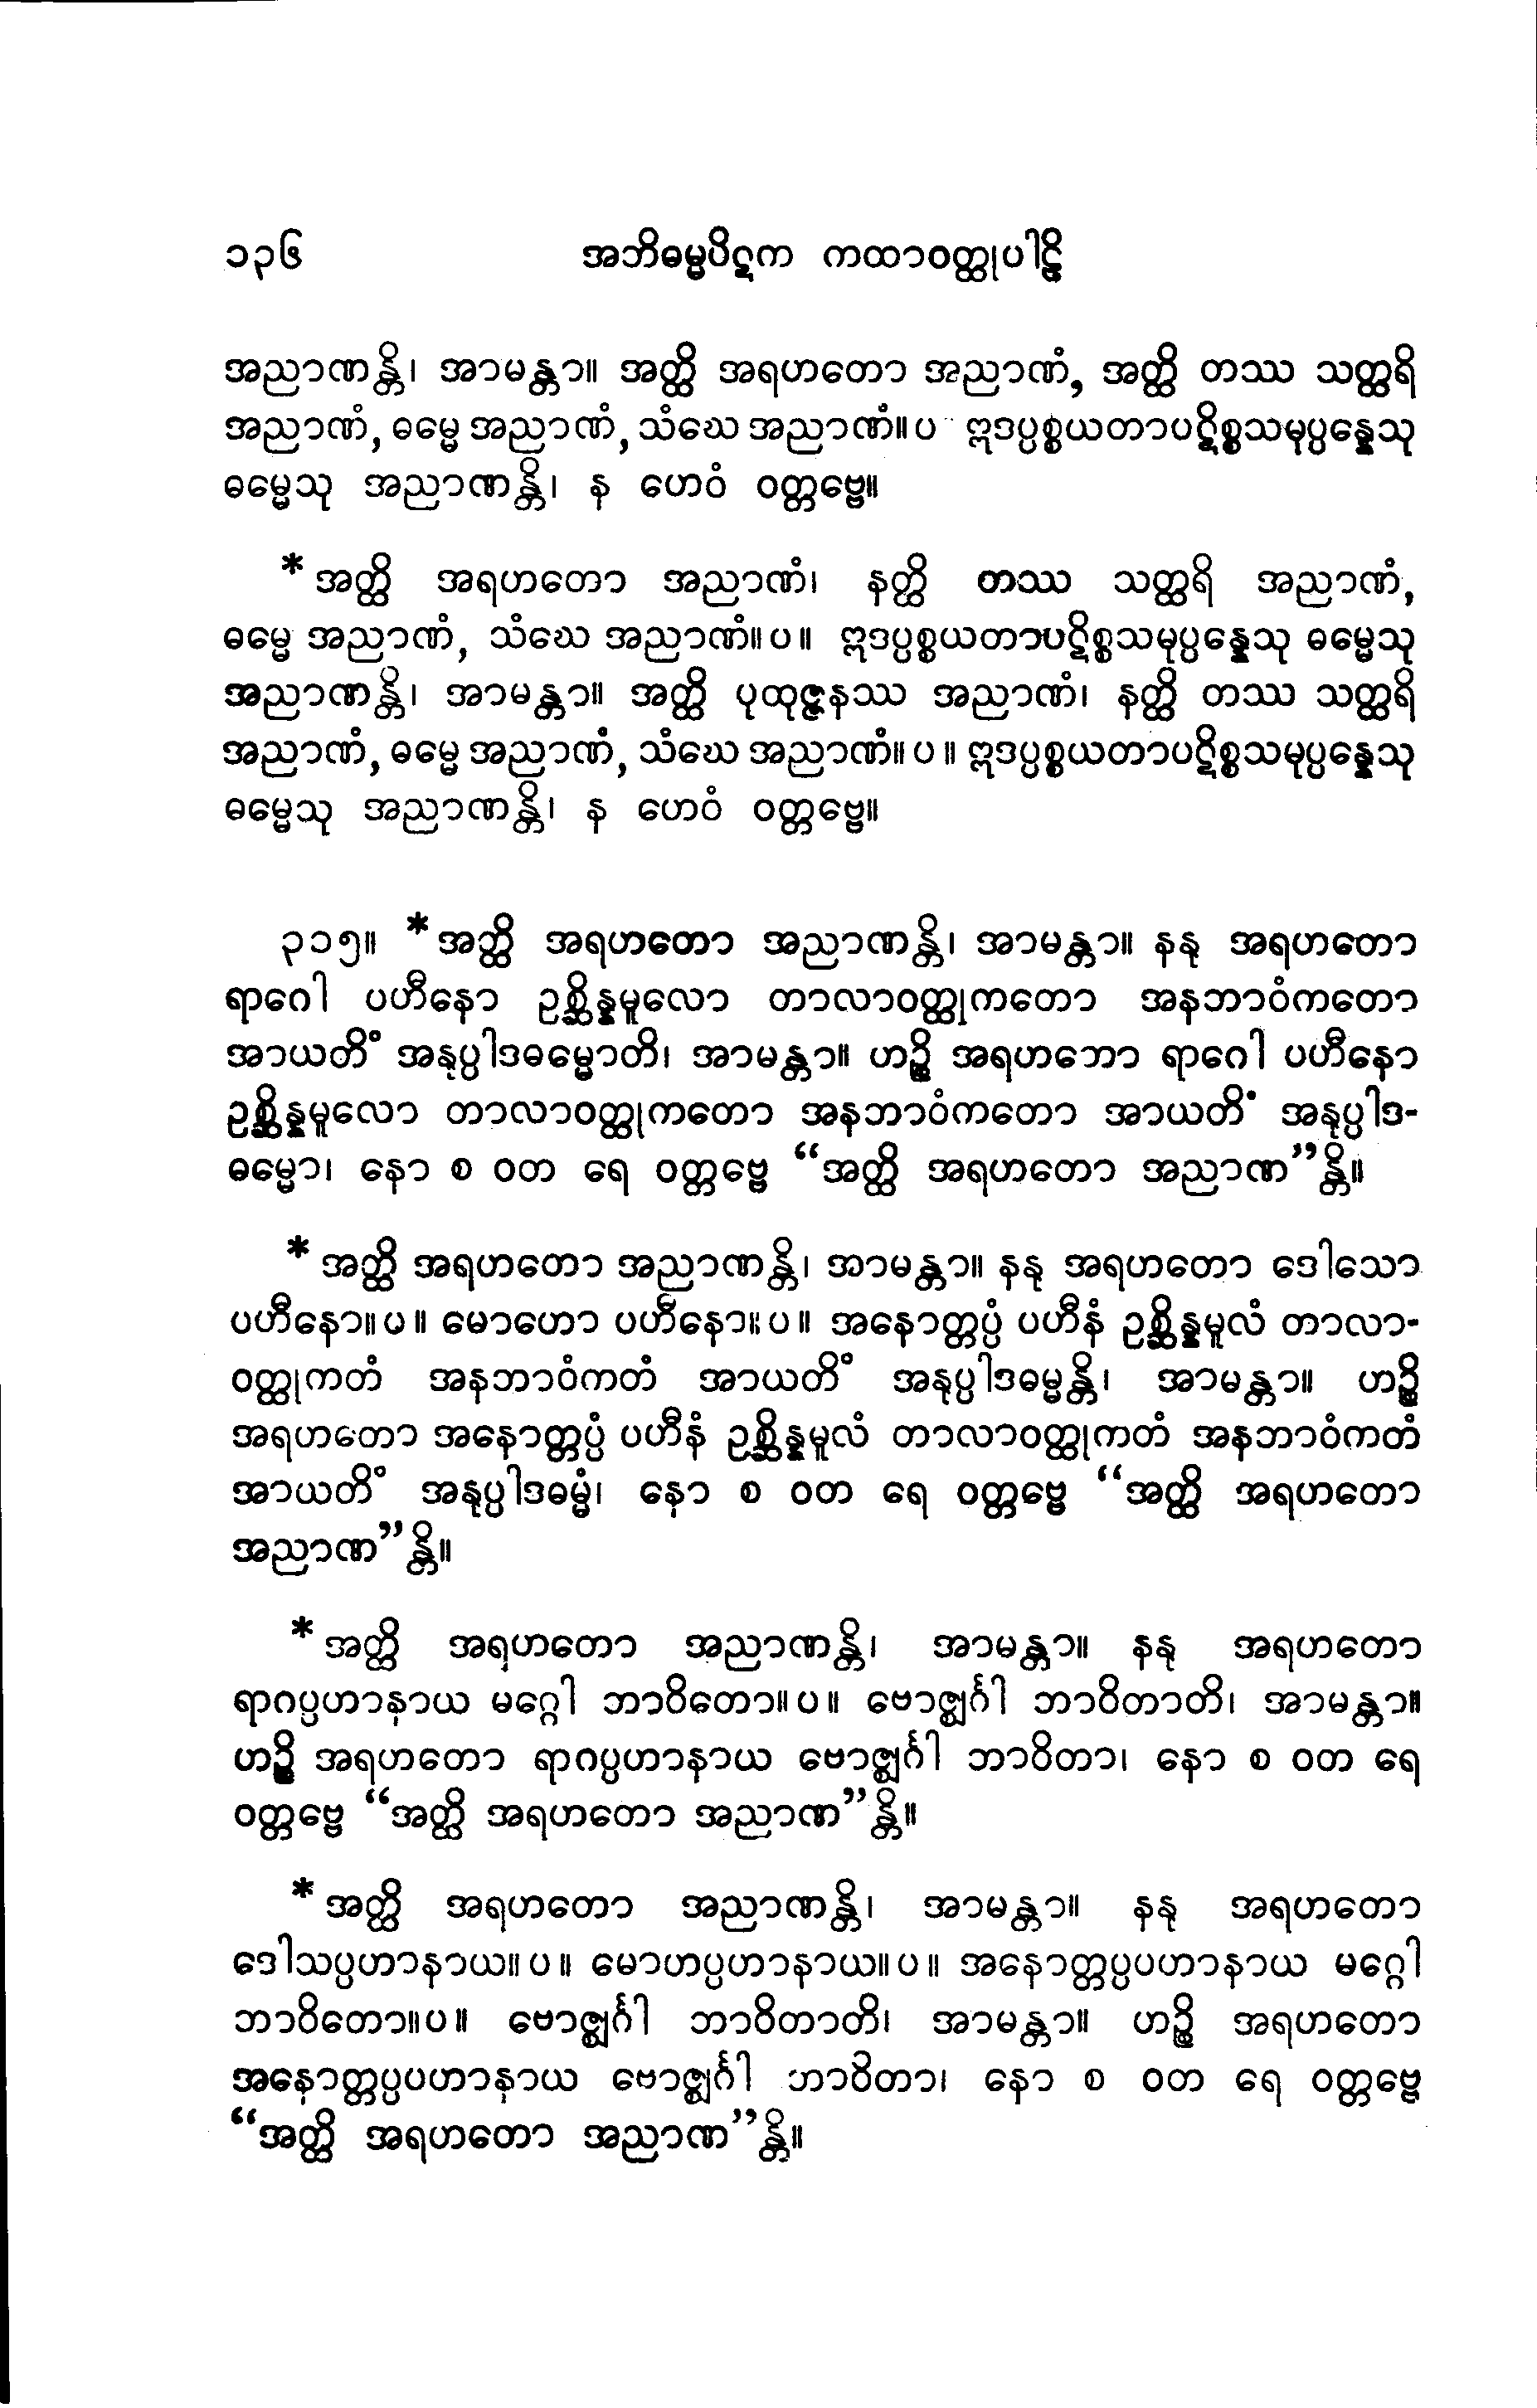 ၁၃၆ အဘိဓမ္မပိဋက ကထာဝတ္ထုပါဠိ
အညာဏန္တိ၊ အာမန္တာ။ အတ္ထိ အရဟတော အညာဏံ, အတ္ထိ တဿ သတ္ထရိ
အညာဏံ, ဓမ္မေ အညာဏံ, သံဃေ အညာဏံ။ ပ ဣဒပ္ပစ္စယတာပဋိစ္စသမုပ္ပန္နေသု
ဓမ္မေသု အညာဏန္တိ၊ န ဟေဝံ ဝတ္တဗ္ဗေ။
* အတ္ထိ အရဟတော အညာဏံ၊ နတ္ထိ တဿ သတ္ထရိ အညာဏံ,
ဓမ္မေ အညာဏံ, သံဃေ အညာဏံ။ ပ ။ ဣဒပ္ပစ္စယတာပဋိစ္စသမုပ္ပန္နေသု ဓမ္မေသု
အညာဏန္တိ၊ အာမန္တာ။ အတ္ထိ ပုထုဇ္ဇနဿ အညာဏံ၊ နတ္ထိ တဿ သတ္ထရိ
အညာဏံ, ဓမ္မေ အညာဏံ, သံဃေ အညာဏံ။ ပ ။ ဣဒပ္ပစ္စယတာပဋိစ္စသမုပ္ပန္နေသု
ဓမ္မေသု အညာဏန္တိ၊ န ဟေဝံ ဝတ္တဗ္ဗေ။
၃၁၅။ * အတ္ထိ အရဟတော အညာဏန္တိ၊ အာမန္တာ။ နနု အရဟတော
ရာဂေါ ပဟီနော ဥစ္ဆိန္နမူလော တာလာဝတ္ထုကတော အနဘာဝံကတော
အာယတိံ အနုပ္ပါဒဓမ္မောတိ၊ အာမန္တာ။ ဟဉ္စိ အရဟဘော ရာဂေါ ပဟီနော
ဥစ္ဆိန္နမူလော တာလာဝတ္ထုကတော အနဘာဝံကတော အာယတိံ အနုပ္ပါဒ-
ဓမ္မော၊ နော စ ဝတ ရေ ဝတ္တဗ္ဗေ “အတ္ထိ အရဟတော အညာဏ”န္တိ။
* အတ္ထိ အရဟတော အညာဏန္တိ၊ အာမန္တာ။ နနု အရဟတော ဒေါသော
ပဟီနော။ ပ ။ မောဟော ပဟီနော။ ပ ။ အနောတ္တပ္ပံ ပဟီနံ ဥစ္ဆိန္နမူလံ တာလာ-
ဝတ္ထုကတံ အနဘာဝံကတံ အာယတိံ အနုပ္ပါဒဓမ္မန္တိ၊ အာမန္တာ။ ဟဉ္စိ
အရဟတော အနောတ္တပ္ပံ ပဟီနံ ဥစ္ဆိန္နမူလံ တာလာဝတ္ထုကတံ အနဘာဝံကတံ
အာယတိံ အနုပ္ပါဒဓမ္မံ၊ နော စ ဝတ ရေ ဝတ္တဗ္ဗေ “အတ္ထိ အရဟတော
အညာဏ”န္တိ။
* အတ္ထိ အရဟတော အညာဏန္တိ၊ အာမန္တာ။ နနု အရဟတော
ရာဂပ္ပဟာနာယ မဂ္ဂေါ ဘာဝိတော။ ပ ။ ဗောဇ္ဈင်္ဂါ ဘာဝိတာတိ၊ အာမန္တာ။
ဟဉ္စိ အရဟတော ရာဂပ္ပဟာနာယ ဗောဇ္ဈင်္ဂါ ဘာဝိတာ၊ နော စ ဝတ ရေ
ဝတ္တဗ္ဗေ “အတ္ထိ အရဟတော အညာဏ”န္တိ။
* အတ္ထိ အရဟတော အညာဏန္တိ၊ အာမန္တာ။ နနု အရဟတော
ဒေါသပ္ပဟာနာယ။ ပ ။ မောဟပ္ပဟာနာယ။ ပ ။ အနောတ္တပ္ပပဟာနာယ မဂ္ဂေါ
ဘာဝိတော။ ပ ။ ဗောဇ္ဈင်္ဂါ ဘာဝိတာတိ၊ အာမန္တာ။ ဟဉ္စိ အရဟတော
အနောတ္တပ္ပပဟာနာယ ဗောဇ္ဈင်္ဂါ ဘာဝိတာ၊ နော စ ဝတ ရေ ဝတ္တဗ္ဗေ
“အတ္ထိ အရဟတော အညာဏ”န္တိ။